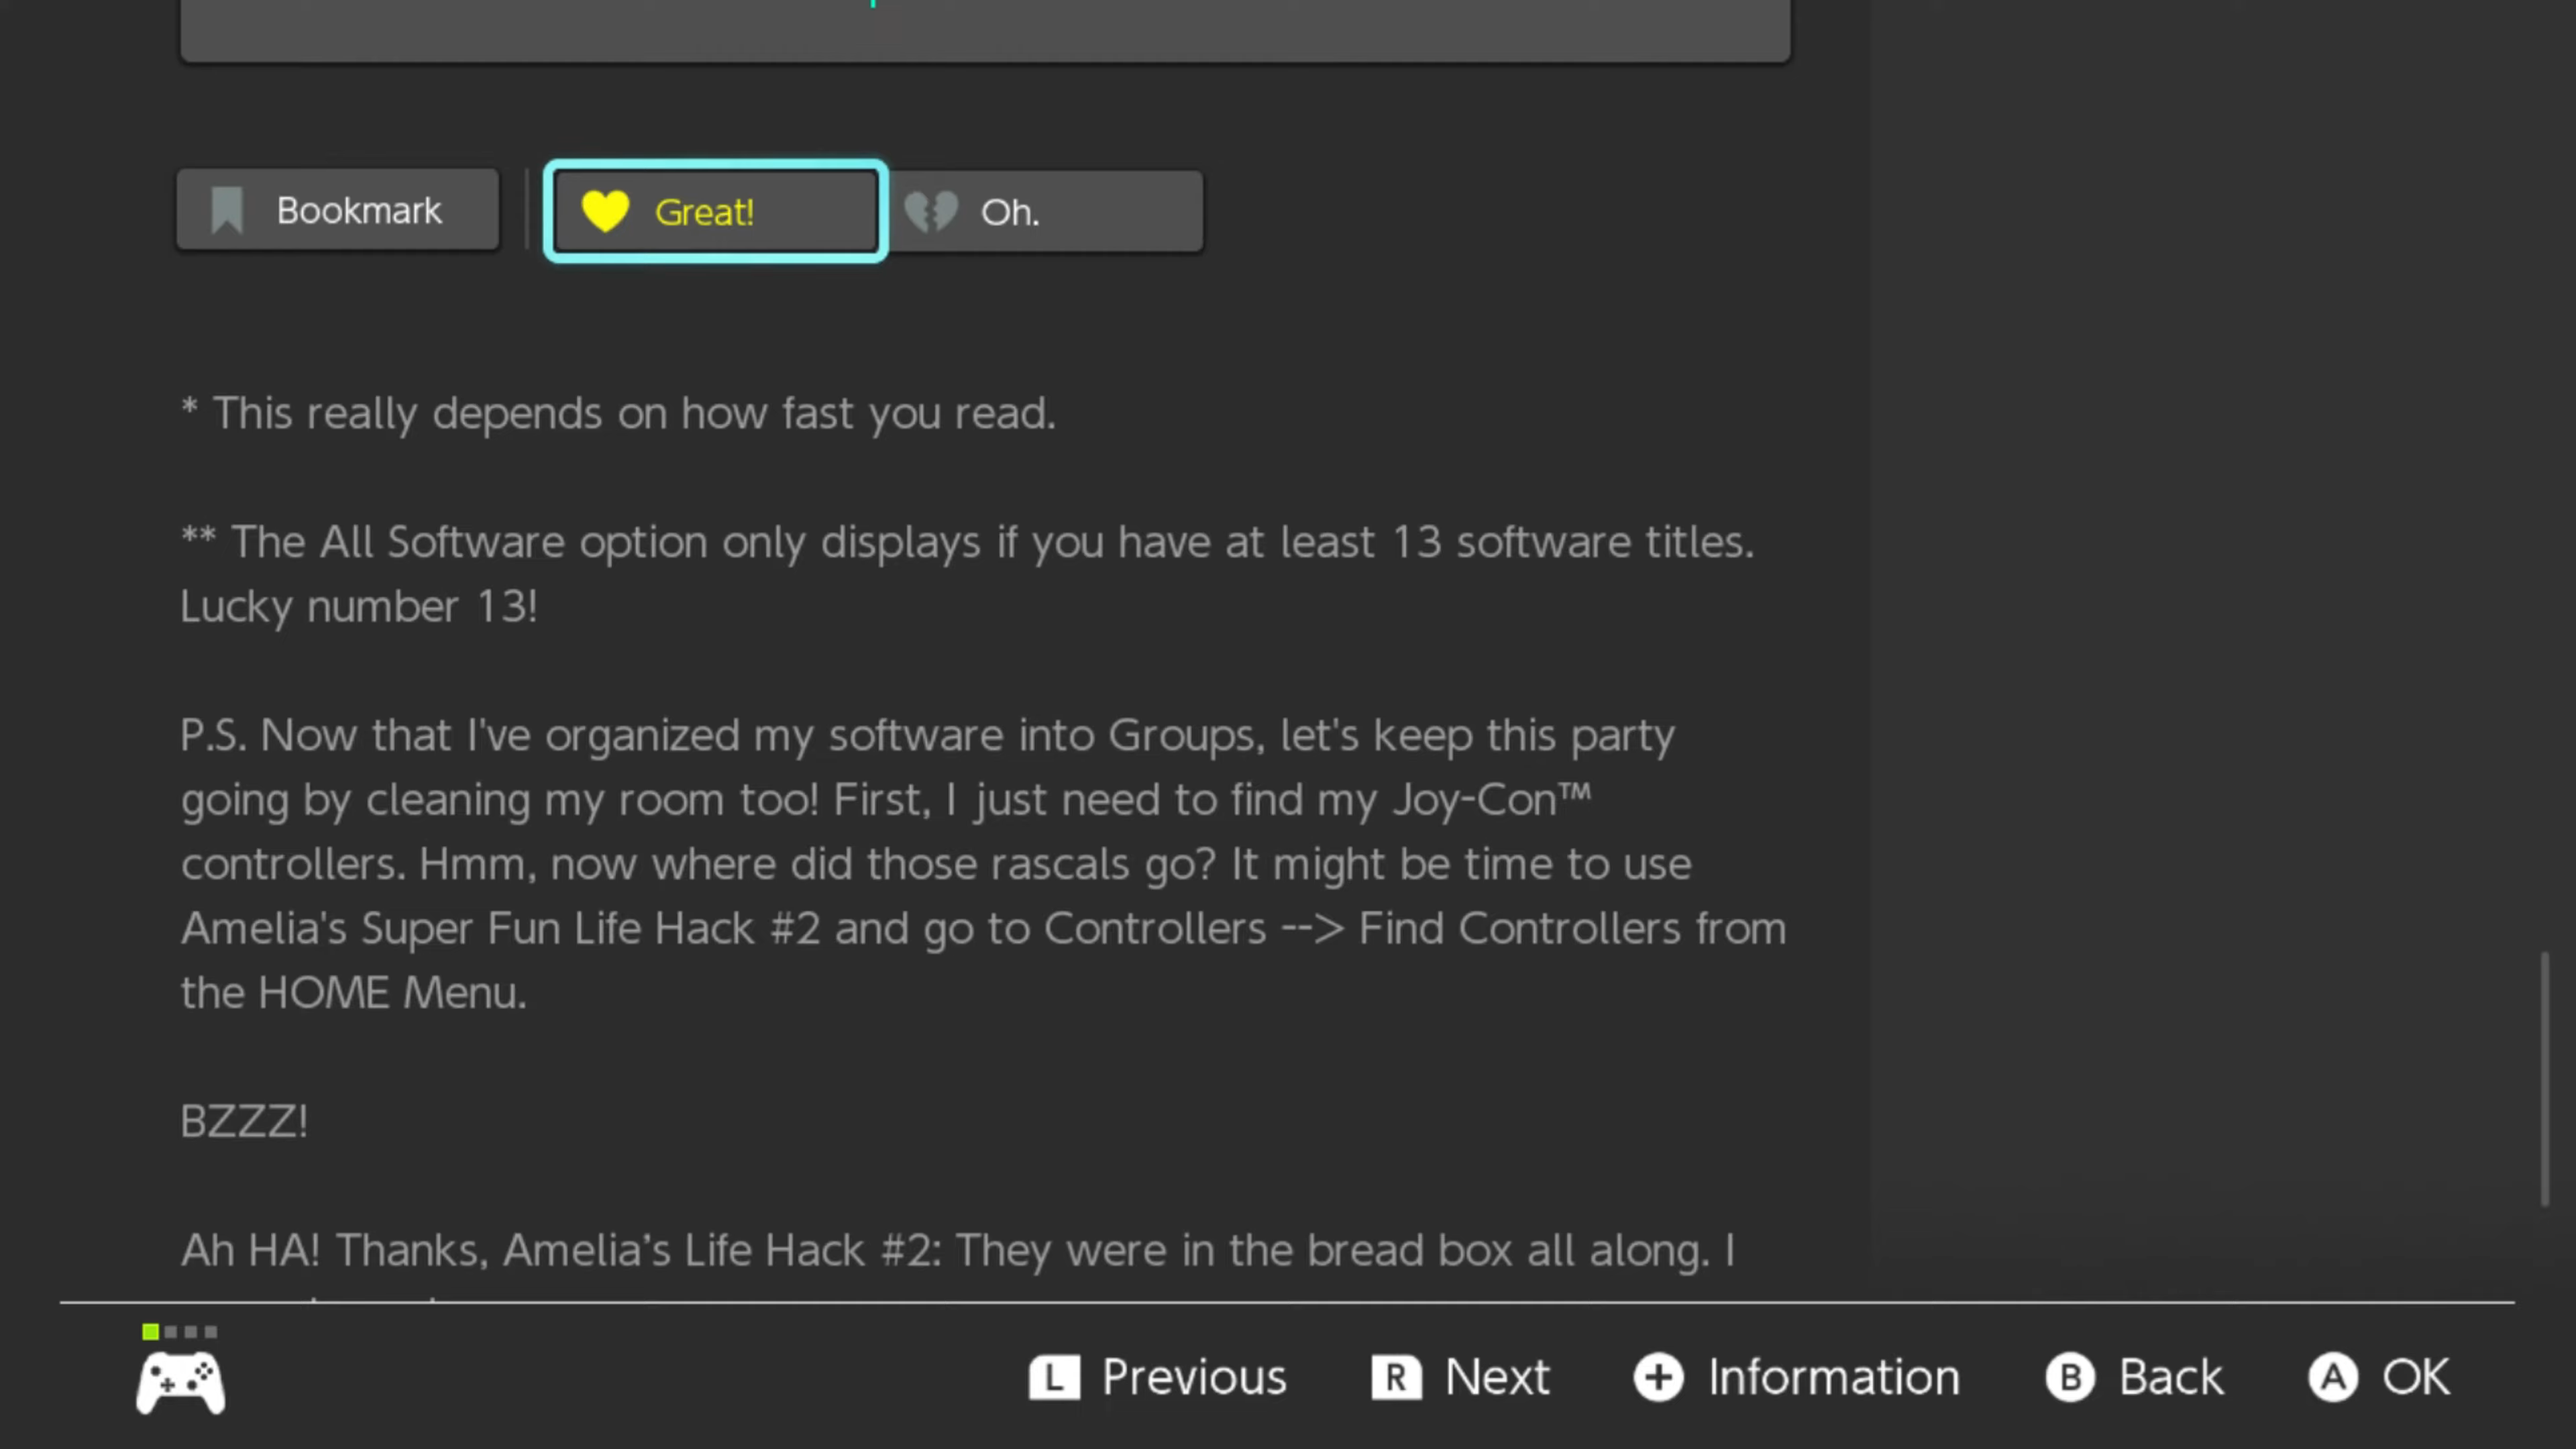 Bookmark
Great!
Oh.
* This really depends on how fast you read.
** The All Software option only displays if you have at least 13 software titles.
Lucky number 13!
P.S. Now that I've organized my software into Groups, let's keep this party
going by cleaning my room too! First, I just need to find my Joy-Con™
controllers. Hmm, now where did those rascals go? It might be time to use
Amelia's Super Fun Life Hack #2 and go to Controllers --> Find Controllers from
the HOME Menu.
BZZZ!
Ah HA! Thanks, Amelia’s Life Hack #2: They were in the bread box all along. I
L Previous R Next + Information B Back A OK